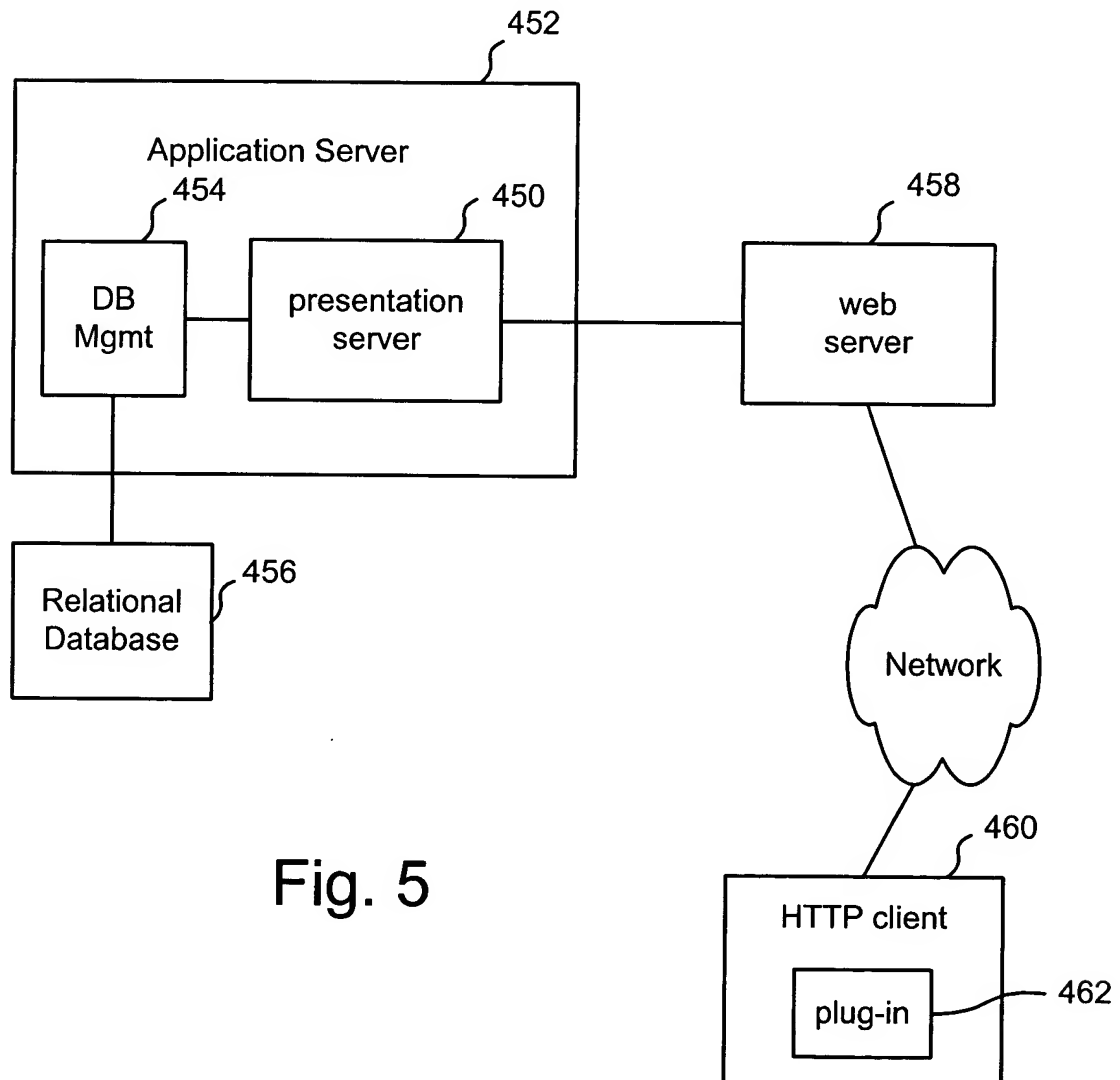 452
Application Server
454
450
458
DB
Mgmt
presentation
server
web
server
Relational
Database
456
Network
460
Fig. 5
HTTP client
plug-in
462